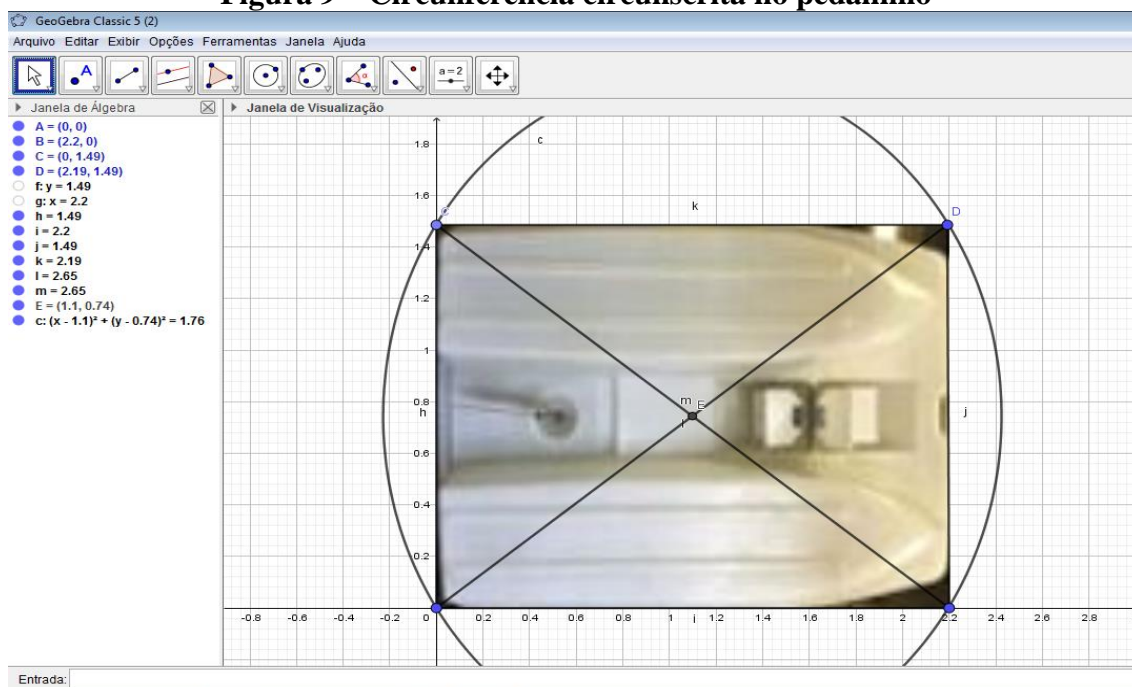 Figura 9 – Circunferência circunscrita no pedalinho
GeoGebra Classic 5 (2)
Arquivo Editar Exibir Opções Ferramentas Janela Ajuda
A
a=2
Janela de Álgebra
Janela de Visualização
A = (0, 0)
B = (2.2, 0)
C = (0, 1.49)
D = (2.19, 1.49)
f: y = 1.49
g: x = 2.2
h = 1.49
i = 2.2
j = 1.49
k = 2.19
l = 2.65
m = 2.65
E = (1.1, 0.74)
c: (x - 1.1)² + (y - 0.74)² = 1.76
c
1.8
1.6
k
C
D
1.4
1.2
1
0.8
m
E
h
l
j
0.6
0.4
0.2
-0.8 -0.6 -0.4 -0.2 0 0.2 0.4 0.6 0.8 1 i 1.2 1.4 1.6 1.8 2 2.2 2.4 2.6 2.8
Entrada: